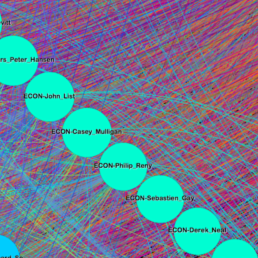 rs_Peter_Hansen
ECON-John_List
ECON-Casey_Mulligan
ECON-Philip_Reny
ECON-Sebastien_Gay
ECON-Derek_Neal